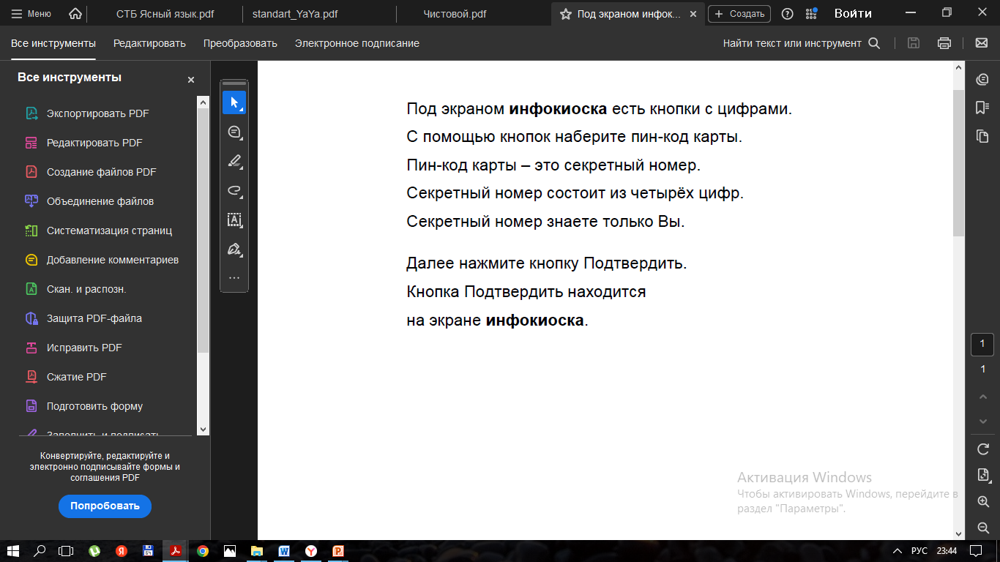 Меню
СТБ Ясный язык.pdf
standart_YaYa.pdf
Чистовой.pdf
Под экраном инфок...
Создать
Войти
Все инструменты
Редактировать
Преобразовать
Электронное подписание
Найти текст или инструмент
Все инструменты
Экспортировать PDF
Редактировать PDF
Создание файлов PDF
Объединение файлов
Систематизация страниц
Добавление комментариев
Скан. и распозн.
Защита PDF-файла
Исправить PDF
Сжатие PDF
Подготовить форму
Заполнить и подписать
Конвертируйте, редактируйте и
электронно подписывайте формы и
соглашения PDF
Попробовать
Под экраном инфокиоска есть кнопки с цифрами.
С помощью кнопок наберите пин-код карты.
Пин-код карты – это секретный номер.
Секретный номер состоит из четырёх цифр.
Секретный номер знаете только Вы.
Далее нажмите кнопку Подтвердить.
Кнопка Подтвердить находится
на экране инфокиоска.
1
1
Активация Windows
Чтобы активировать Windows, перейдите в
раздел "Параметры".
РУС
23:44